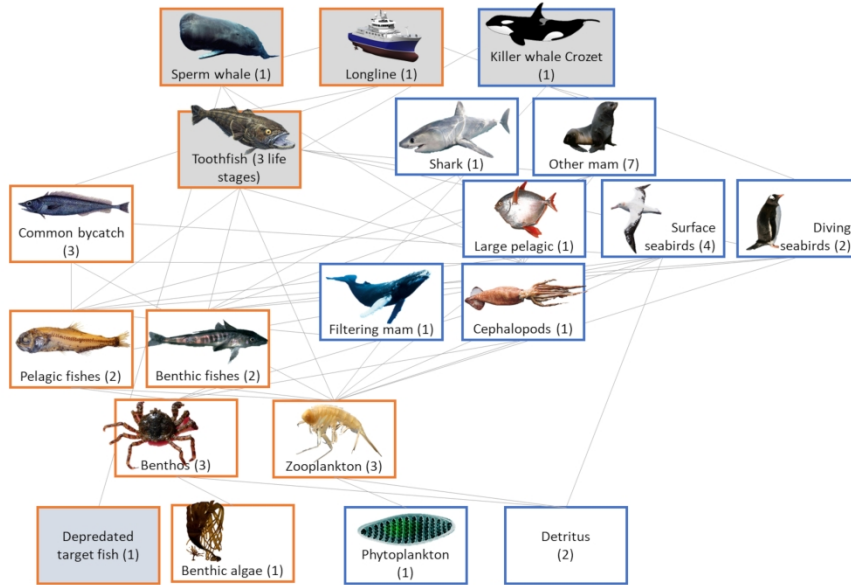 Sperm whale (1)
Longline (1)
Killer whale Crozet
(1)
Toothfish (3 life
stages)
Shark (1)
Other mam (7)
Common bycatch
(3)
Large pelagic (1)
Surface
seabirds (4)
Diving
seabirds (2)
Filtering mam (1)
Cephalopods (1)
Pelagic fishes (2)
Benthic fishes (2)
Benthos (3)
Zooplankton (3)
Depredated
target fish (1)
Benthic algae (1)
Phytoplankton
(1)
Detritus
(2)